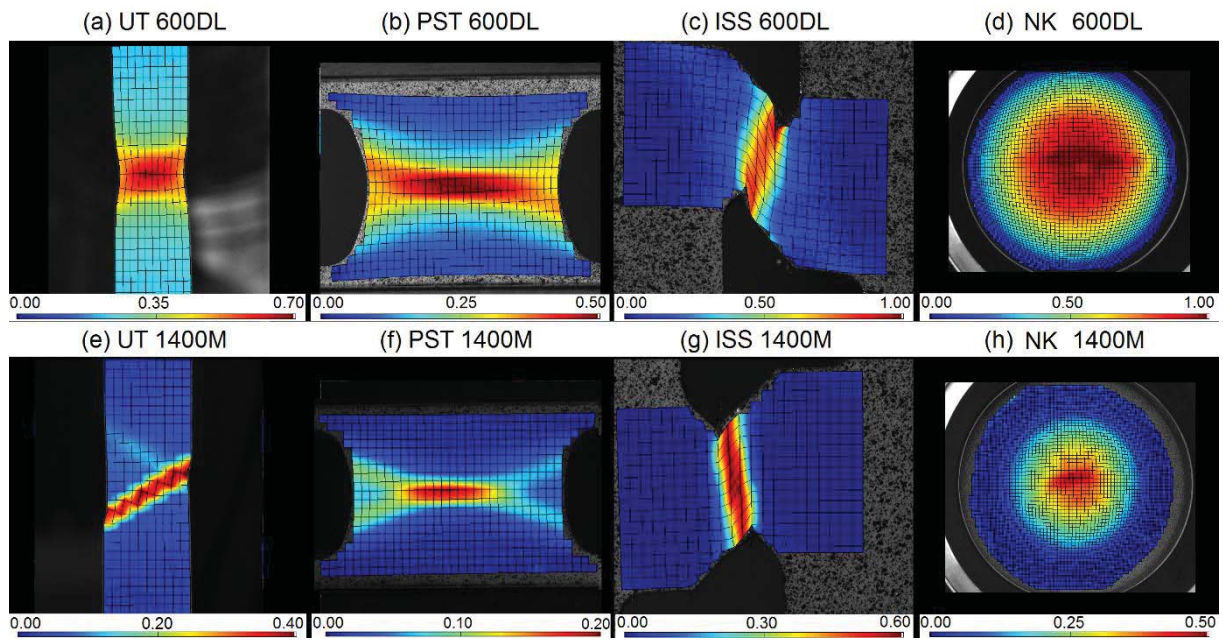 (a) UT 600DL
(b) PST 600DL
(c) ISS 600DL
(d) NK 600DL
0.00 0.35 0.70
0.00 0.25 0.50
0.00 0.50 1.00
0.00 0.50 1.00
(e) UT 1400M
(f) PST 1400M
(g) ISS 1400M
(h) NK 1400M
0.00 0.20 0.40
0.00 0.10 0.20
0.00 0.30 0.60
0.00 0.25 0.50